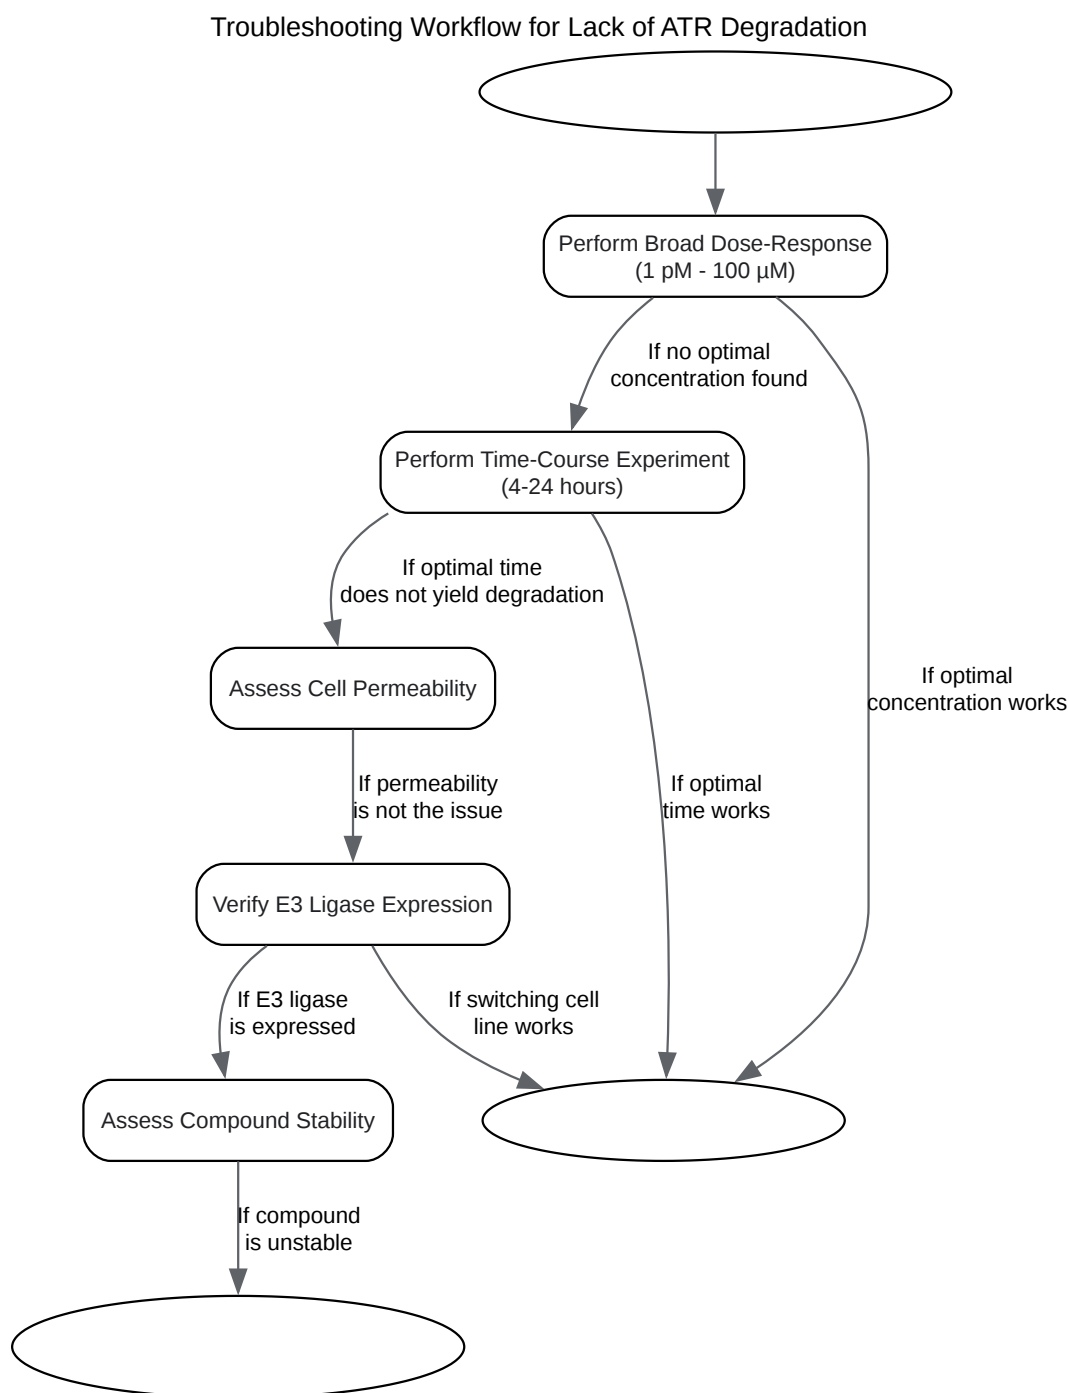 Troubleshooting Workflow for Lack of ATR Degradation
Perform Broad Dose-Response
(1 pM - 100 µM)
If no optimal
concentration found
Perform Time-Course Experiment
(4-24 hours)
If optimal time
does not yield degradation
If optimal
concentration works
Assess Cell Permeability
If permeability
is not the issue
If optimal
time works
Verify E3 Ligase Expression
If E3 ligase
is expressed
If switching cell
line works
Assess Compound Stability
If compound
is unstable